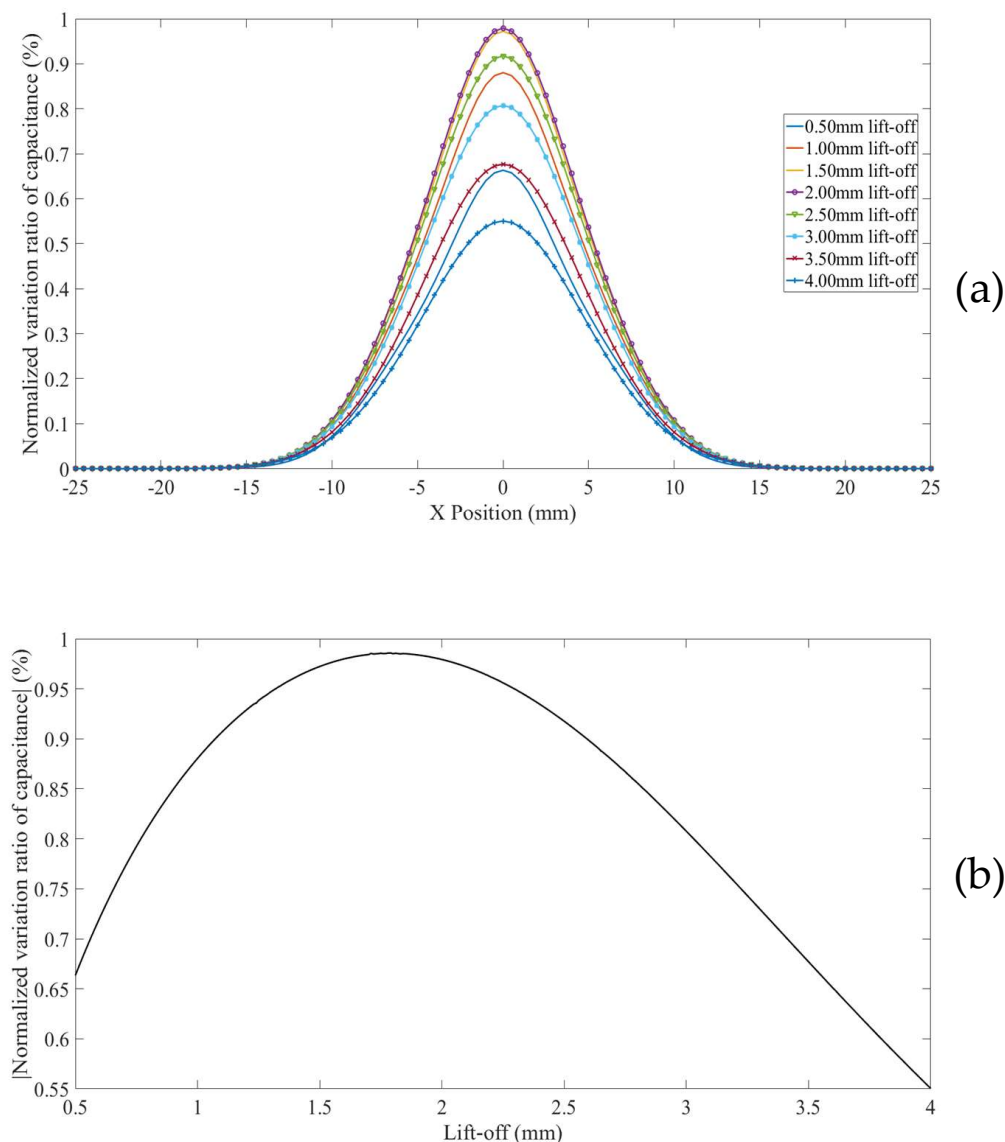 Normalized variation ratio of capacitance (%)
1
0.9
0.8
0.7
0.6
0.5
0.4
0.3
0.2
0.1
0
-25 -20 -15 -10 -5 0 5 10 15 20 25
X Position (mm)
0.50mm lift-off
1.00mm lift-off
1.50mm lift-off
2.00mm lift-off
2.50mm lift-off
3.00mm lift-off
3.50mm lift-off
4.00mm lift-off
(a)
|Normalized variation ratio of capacitance| (%)
1
0.95
0.9
0.85
0.8
0.75
0.7
0.65
0.6
0.55
0.5 1 1.5 2 2.5 3 3.5 4
Lift-off (mm)
(b)